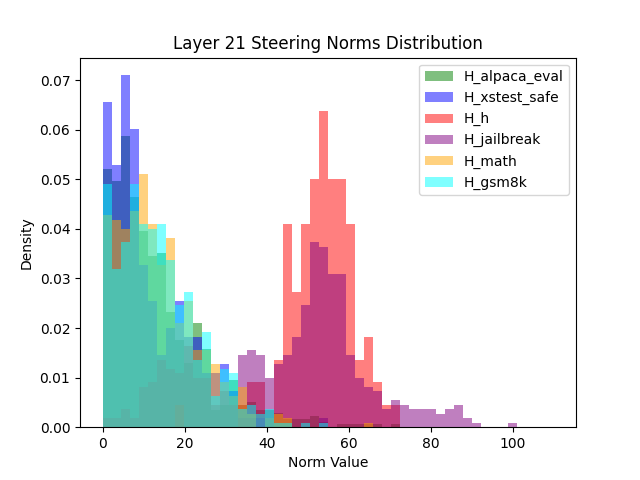 Layer 21 Steering Norms Distribution
H_alpaca_eval
H_xstest_safe
H_h
H_jailbreak
H_math
H_gsm8k
Density
0.07
0.06
0.05
0.04
0.03
0.02
0.01
0.00
0 20 40 60 80 100
Norm Value